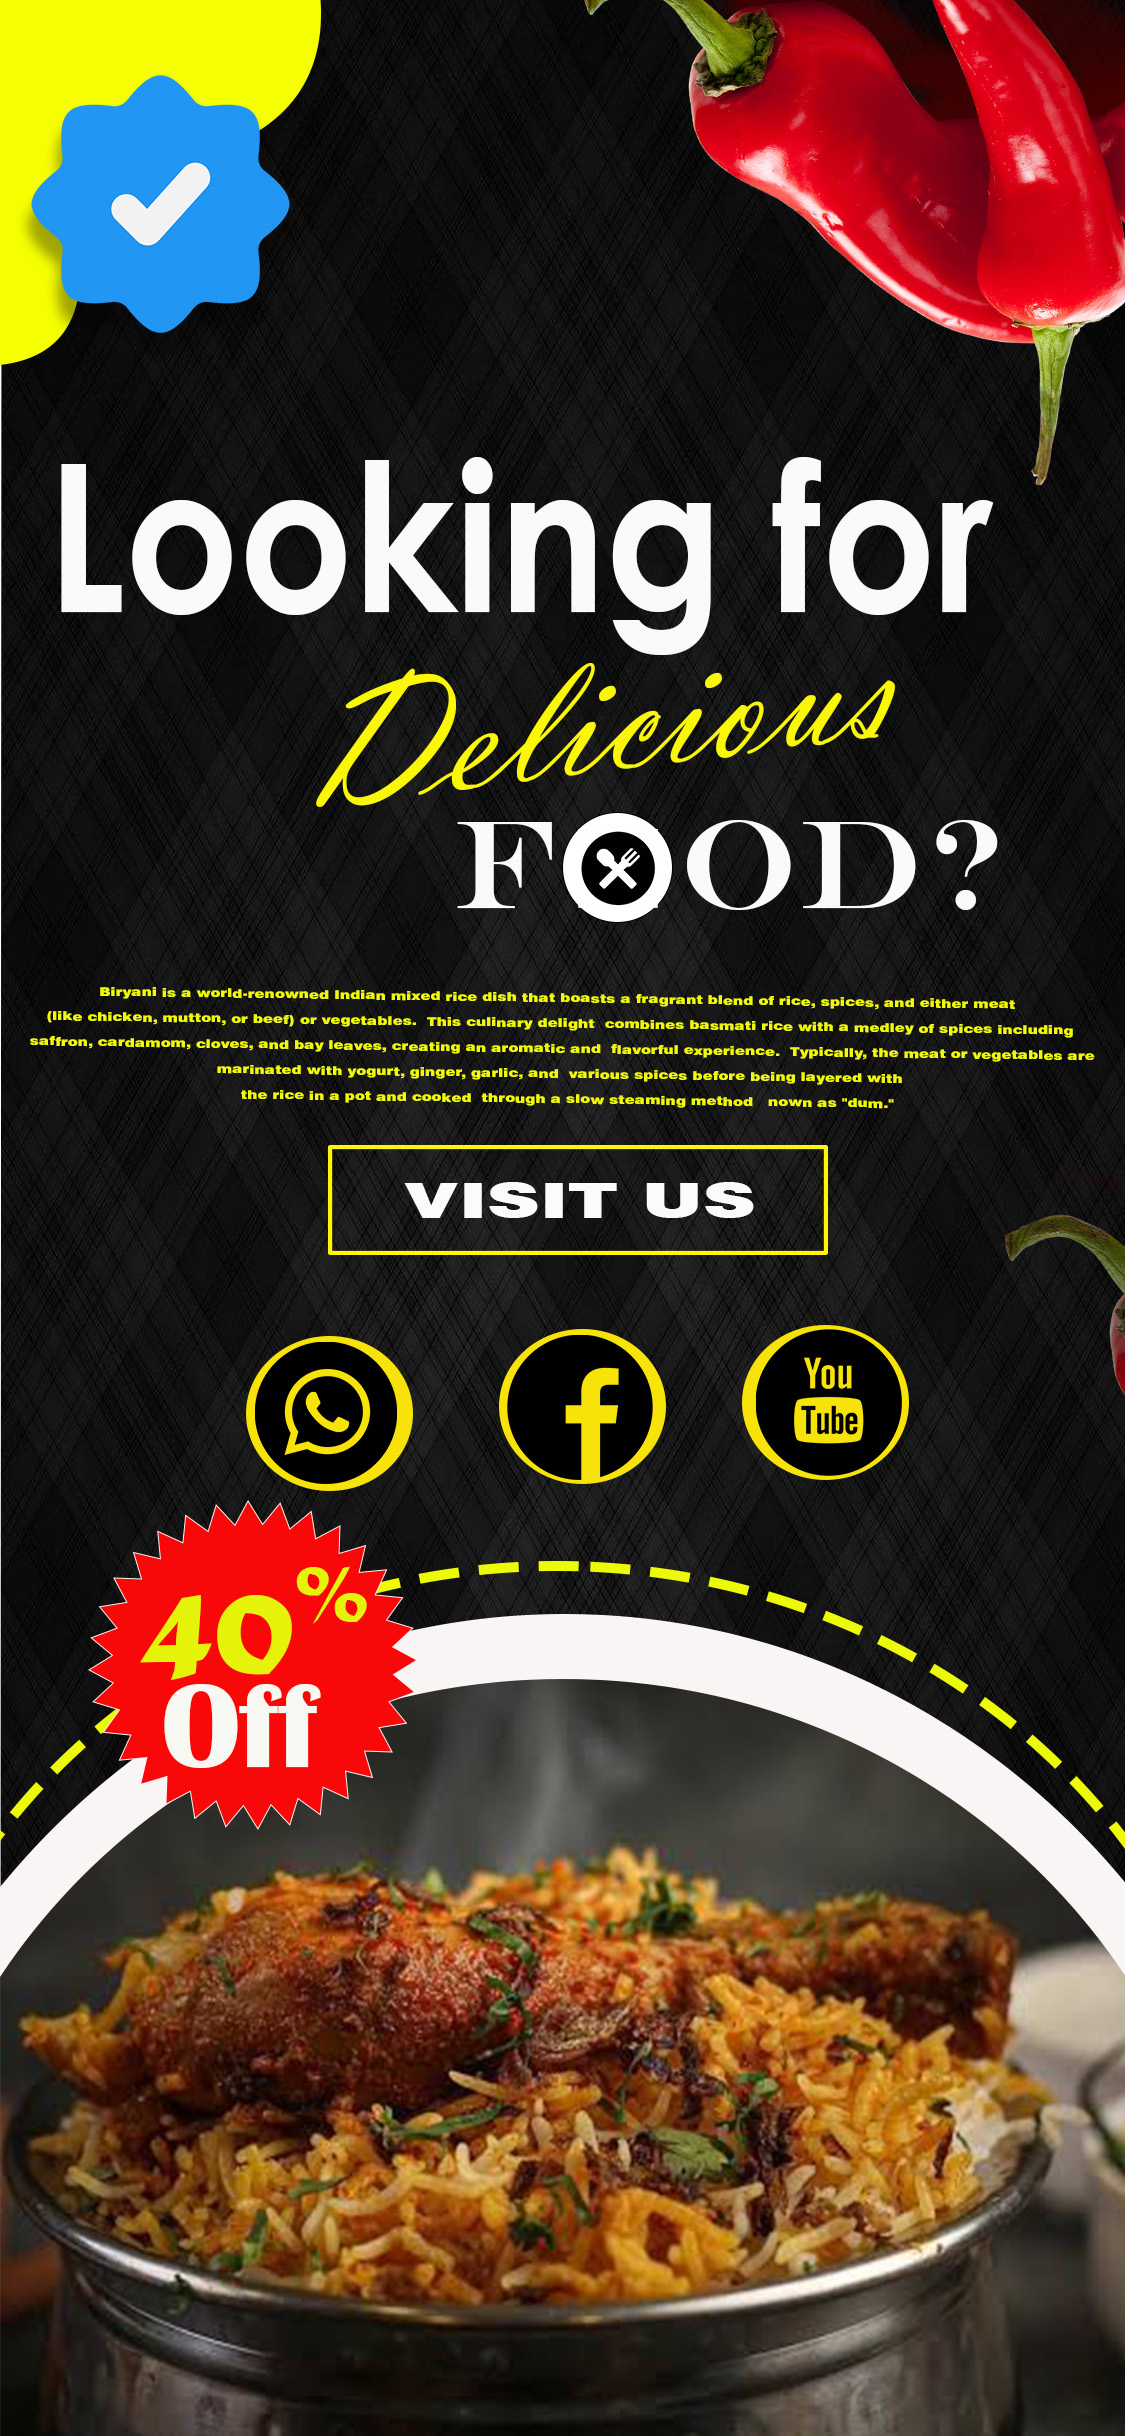 Looking for
Delicious
FOOD?
Biryani is a world-renowned Indian mixed rice dish that boasts a fragrant blend of rice, spices, and either meat
(like chicken, mutton, or beef) or vegetables. This culinary delight combines basmati rice with a medley of spices including
saffron, cardamom, cloves, and bay leaves, creating an aromatic and flavorful experience. Typically, the meat or vegetables are
marinated with yogurt, ginger, garlic, and various spices before being layered with
the rice in a pot and cooked through a slow steaming method nown as "dum."
VISIT US
You
Tube
40%
Off